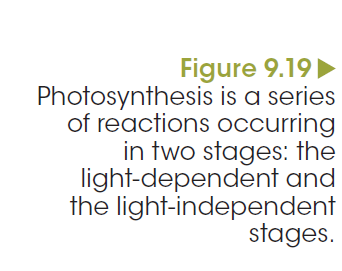 Figure 9.19 ▶
Photosynthesis is a series
of reactions occurring
in two stages: the
light-dependent and
the light-independent
stages.